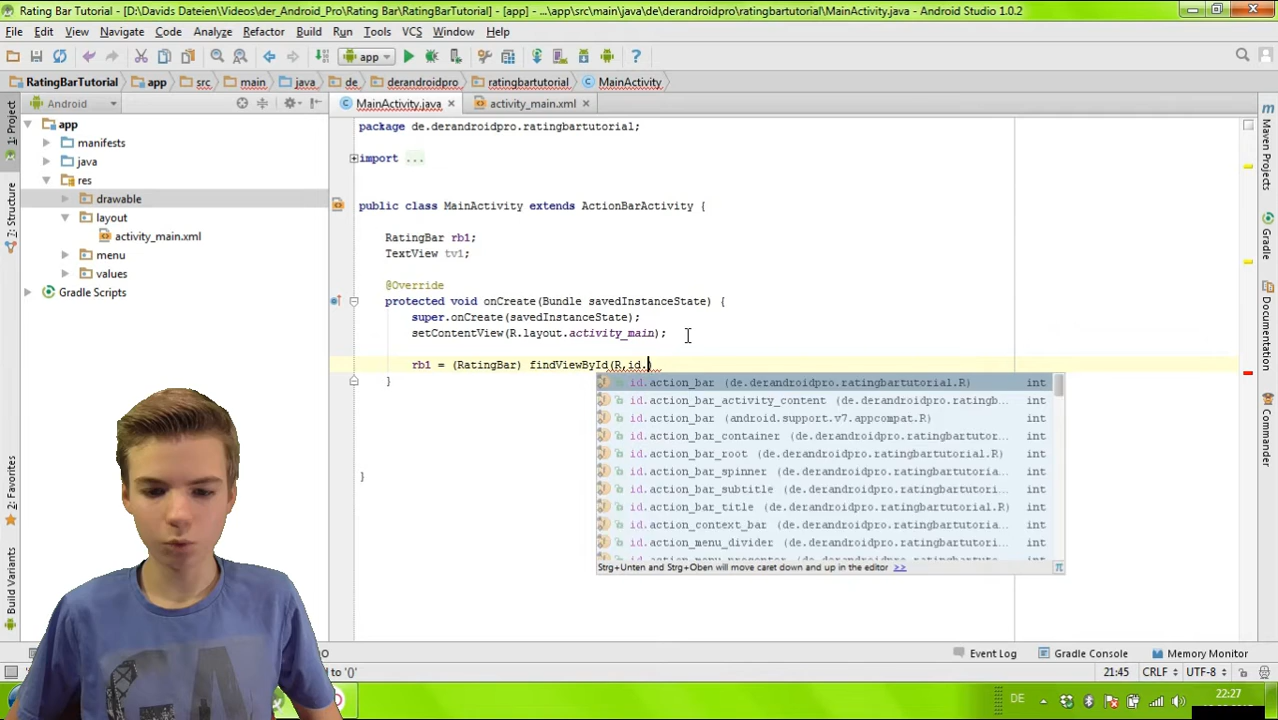 Rating Bar Tutorial - [D:\Davids Dateien\Videos\der_Android_Pro\Rating Bar\RatingBarTutorial] - [app] - ...\app\src\main\java\de\derandroidpro\ratingbartutorial\MainActivity.java - Android Studio 1.0.2
File Edit View Navigate Code Analyze Refactor Build Run Tools VCS Window Help
app
RatingBarTutorial app src main java de derandroidpro ratingbartutorial MainActivity
Android
MainActivity.java
activity_main.xml
1: Project
7: Structure
2: Favorites
Build Variants
app
manifests
java
res
drawable
layout
activity_main.xml
menu
values
Gradle Scripts
package de.derandroidpro.ratingbartutorial;
import ...
public class MainActivity extends ActionBarActivity {
RatingBar rb1;
TextView tv1;
@Override
protected void onCreate(Bundle savedInstanceState) {
super.onCreate(savedInstanceState);
setContentView(R.layout.activity_main);
rb1 = (RatingBar) findViewById(R,id.)
}
}
id.action_bar (de.derandroidpro.ratingbartutorial.R) int
id.action_bar_activity_content (de.derandroidpro.ratingb... int
id.action_bar (android.support.v7.appcompat.R) int
id.action_bar_container (de.derandroidpro.ratingbartutor... int
id.action_bar_root (de.derandroidpro.ratingbartutorial.R) int
id.action_bar_spinner (de.derandroidpro.ratingbartutoria... int
id.action_bar_subtitle (de.derandroidpro.ratingbartutori... int
id.action_bar_title (de.derandroidpro.ratingbartutorial.R) int
id.action_context_bar (de.derandroidpro.ratingbartutoria... int
id.action_menu_divider (de.derandroidpro.ratingbartutori... int
Strg+Unten and Strg+Oben will move caret down and up in the editor >>
π
Maven Projects
Gradle
Documentation
Commander
Event Log
Gradle Console
Memory Monitor
to '()'
21:45 CRLF UTF-8
DE
22:27